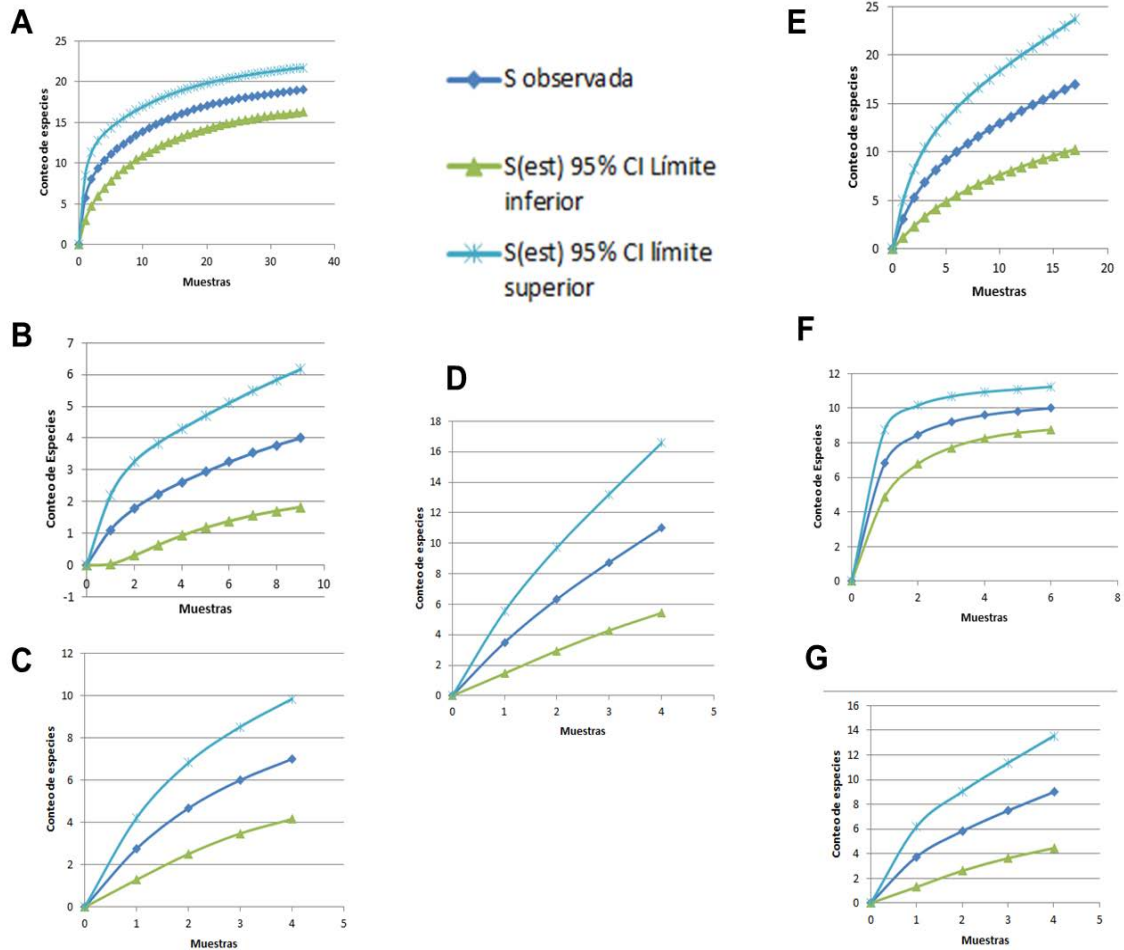 A
25
20
15
10
5
0
0 10 20 30 40
Conteo de especies
Muestras
S observada
S(est) 95% CI Límite
inferior
S(est) 95% CI límite
superior
E
25
20
15
10
5
0
0 5 10 15 20
Conteo de especies
Muestras
B
7
6
5
4
3
2
1
0
-1
0 2 4 6 8 10
Conteo de Especies
Muestras
D
18
16
14
12
10
8
6
4
2
0
0 1 2 3 4 5
Conteo de especies
Muestras
F
12
10
8
6
4
2
0
0 2 4 6 8
Conteo de Especies
Muestras
C
12
10
8
6
4
2
0
0 1 2 3 4 5
Conteo de especies
Muestras
G
16
14
12
10
8
6
4
2
0
0 1 2 3 4 5
Conteo de especies
Muestras